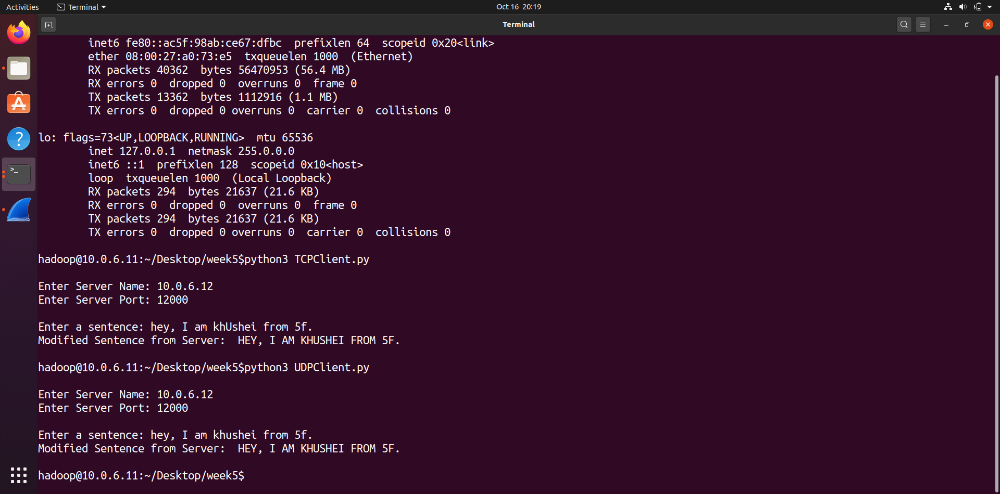 Activities
Terminal
Oct 16 20:19
Terminal
inet6 fe80::ac5f:98ab:ce67:dfbc  prefixlen 64  scopeid 0x20<link>
ether 08:00:27:a0:73:e5  txqueuelen 1000  (Ethernet)
RX packets 40362  bytes 56470953 (56.4 MB)
RX errors 0  dropped 0  overruns 0  frame 0
TX packets 13362  bytes 1112916 (1.1 MB)
TX errors 0  dropped 0 overruns 0  carrier 0  collisions 0
lo: flags=73<UP,LOOPBACK,RUNNING>  mtu 65536
inet 127.0.0.1  netmask 255.0.0.0
inet6 ::1  prefixlen 128  scopeid 0x10<host>
loop  txqueuelen 1000  (Local Loopback)
RX packets 294  bytes 21637 (21.6 KB)
RX errors 0  dropped 0  overruns 0  frame 0
TX packets 294  bytes 21637 (21.6 KB)
TX errors 0  dropped 0 overruns 0  carrier 0  collisions 0
hadoop@10.0.6.11:~/Desktop/week5$python3 TCPClient.py
Enter Server Name: 10.0.6.12
Enter Server Port: 12000
Enter a sentence: hey, I am khUshei from 5f.
Modified Sentence from Server:  HEY, I AM KHUSHEI FROM 5F.
hadoop@10.0.6.11:~/Desktop/week5$python3 UDPClient.py
Enter Server Name: 10.0.6.12
Enter Server Port: 12000
Enter a sentence: hey, I am khushei from 5f.
Modified Sentence from Server:  HEY, I AM KHUSHEI FROM 5F.
hadoop@10.0.6.11:~/Desktop/week5$